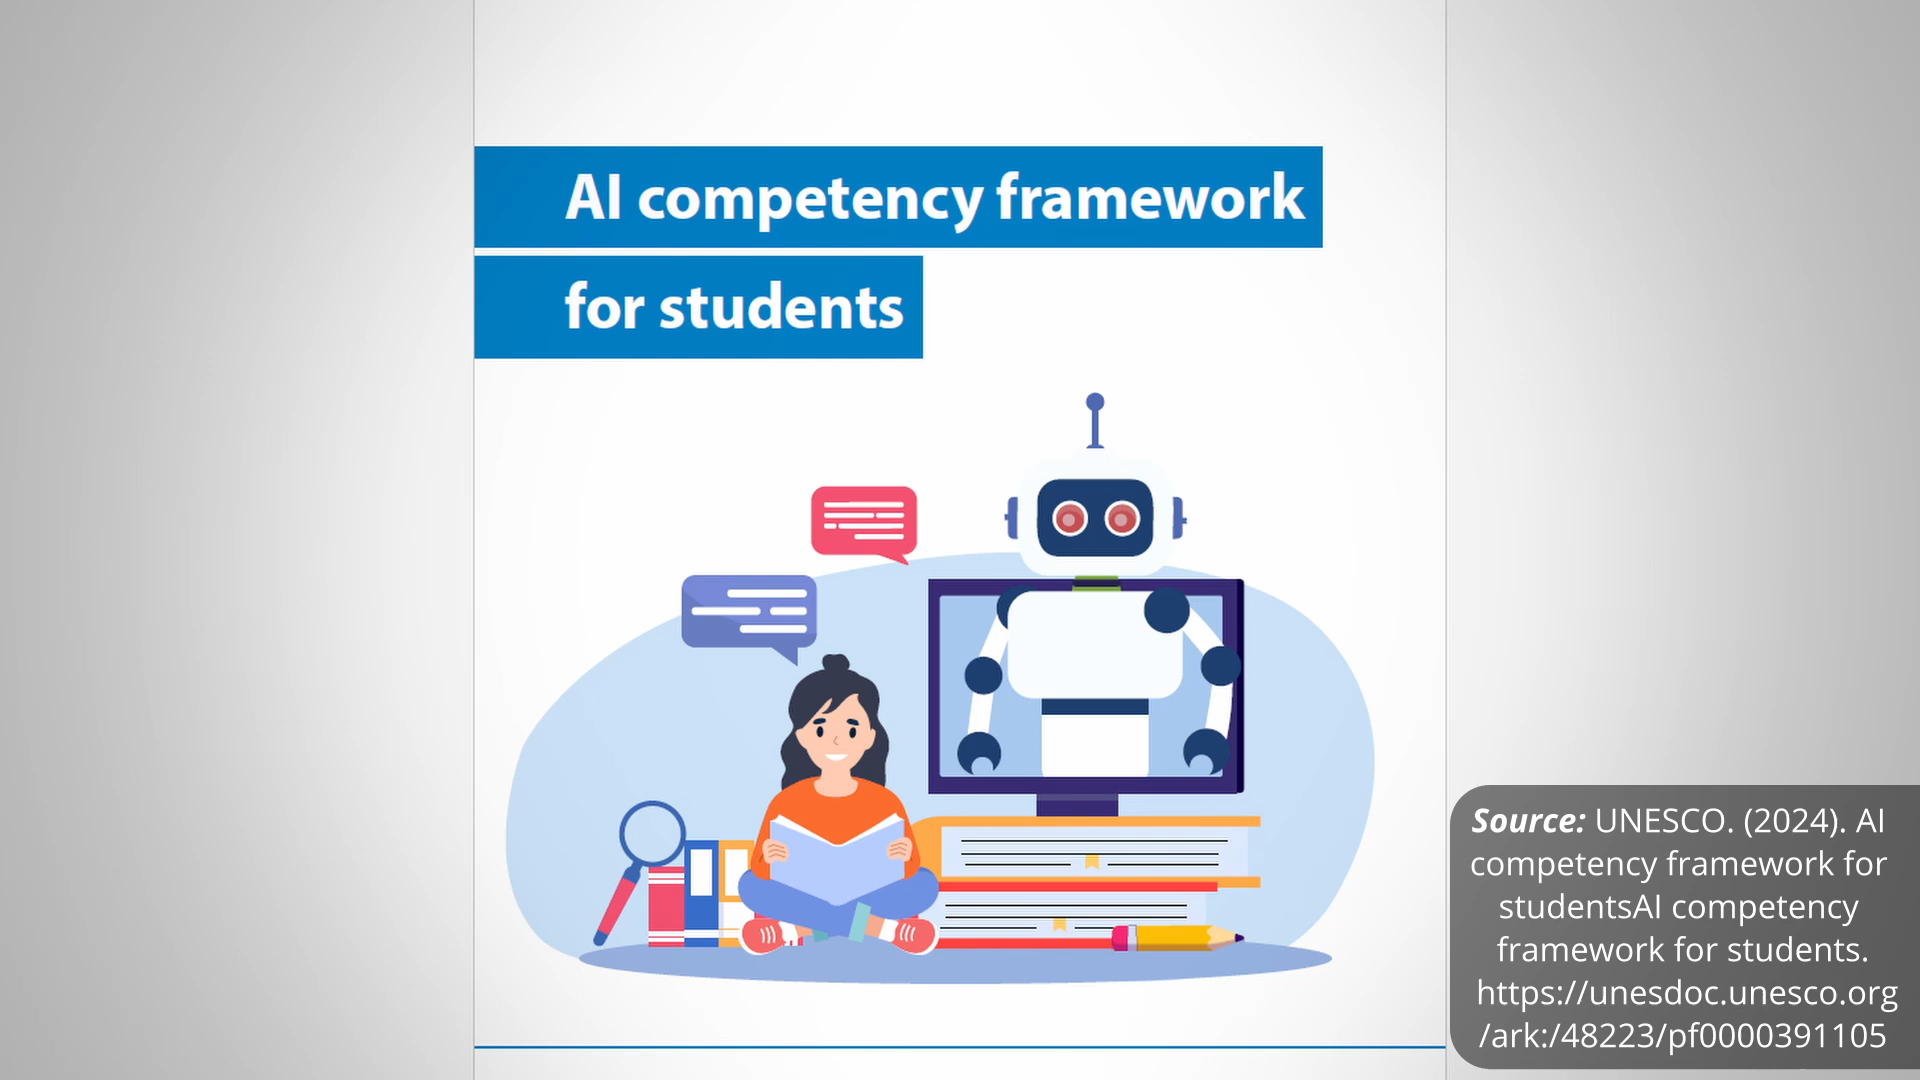 AI competency framework
for students
Source: UNESCO. (2024). AI
competency framework for
studentsAI competency
framework for students.
https://unesdoc.unesco.org
/ark:/48223/pf0000391105